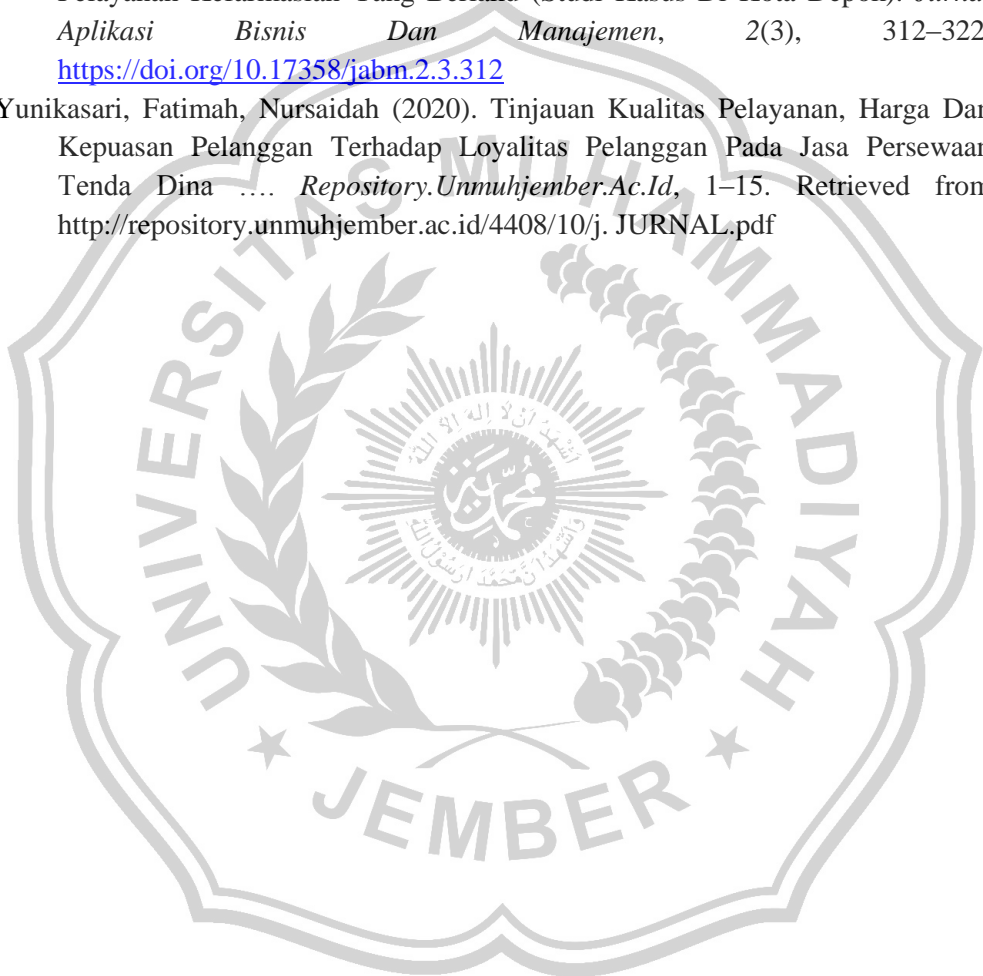 Pelayanan Kefarmasian Yang Berlaku (Studi Kasus Di Kota Depok). Jurnal
Aplikasi Bisnis Dan Manajemen, 2(3), 312–322
https://doi.org/10.17358/jabm.2.3.312
Yunikasari, Fatimah, Nursaidah (2020). Tinjauan Kualitas Pelayanan, Harga Dan
Kepuasan Pelanggan Terhadap Loyalitas Pelanggan Pada Jasa Persewaan
Tenda Dina …. Repository.Unmuhjember.Ac.Id, 1–15. Retrieved from
http://repository.unmuhjember.ac.id/4408/10/j. JURNAL.pdf
UNIVERSITAS MUHAMMADIYAH
JEMBER